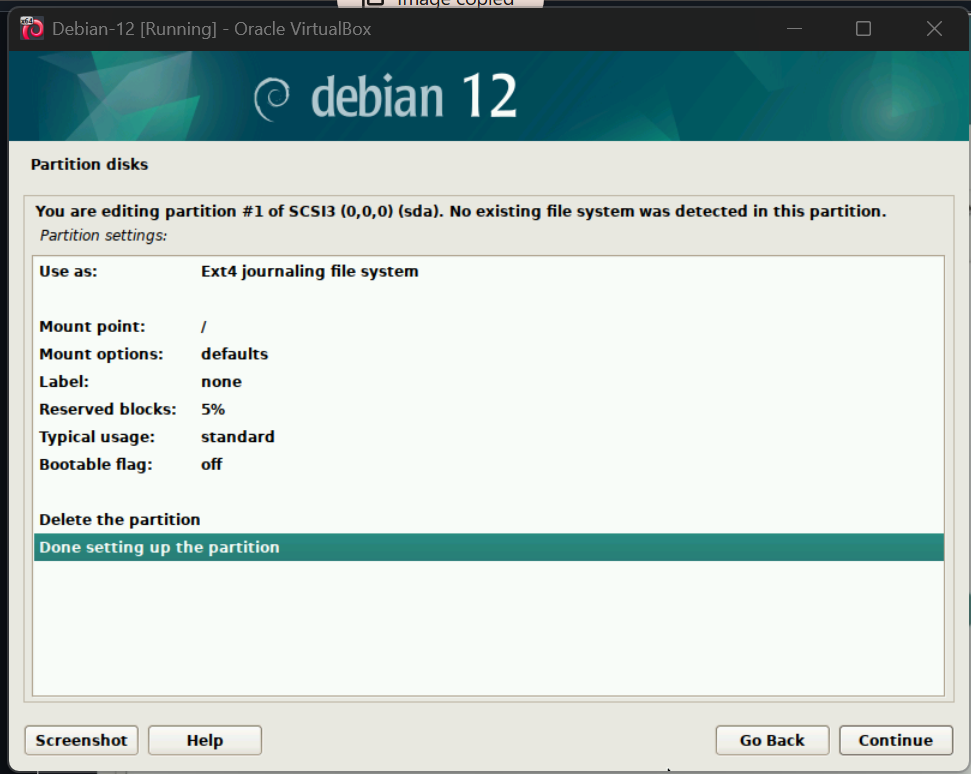 Image copied
Debian-12 [Running] - Oracle VirtualBox
debian 12
Partition disks
You are editing partition #1 of SCSI3 (0,0,0) (sda). No existing file system was detected in this partition.
Partition settings:
Use as: Ext4 journaling file system
Mount point: /
Mount options: defaults
Label: none
Reserved blocks: 5%
Typical usage: standard
Bootable flag: off
Delete the partition
Done setting up the partition
Screenshot Help Go Back Continue